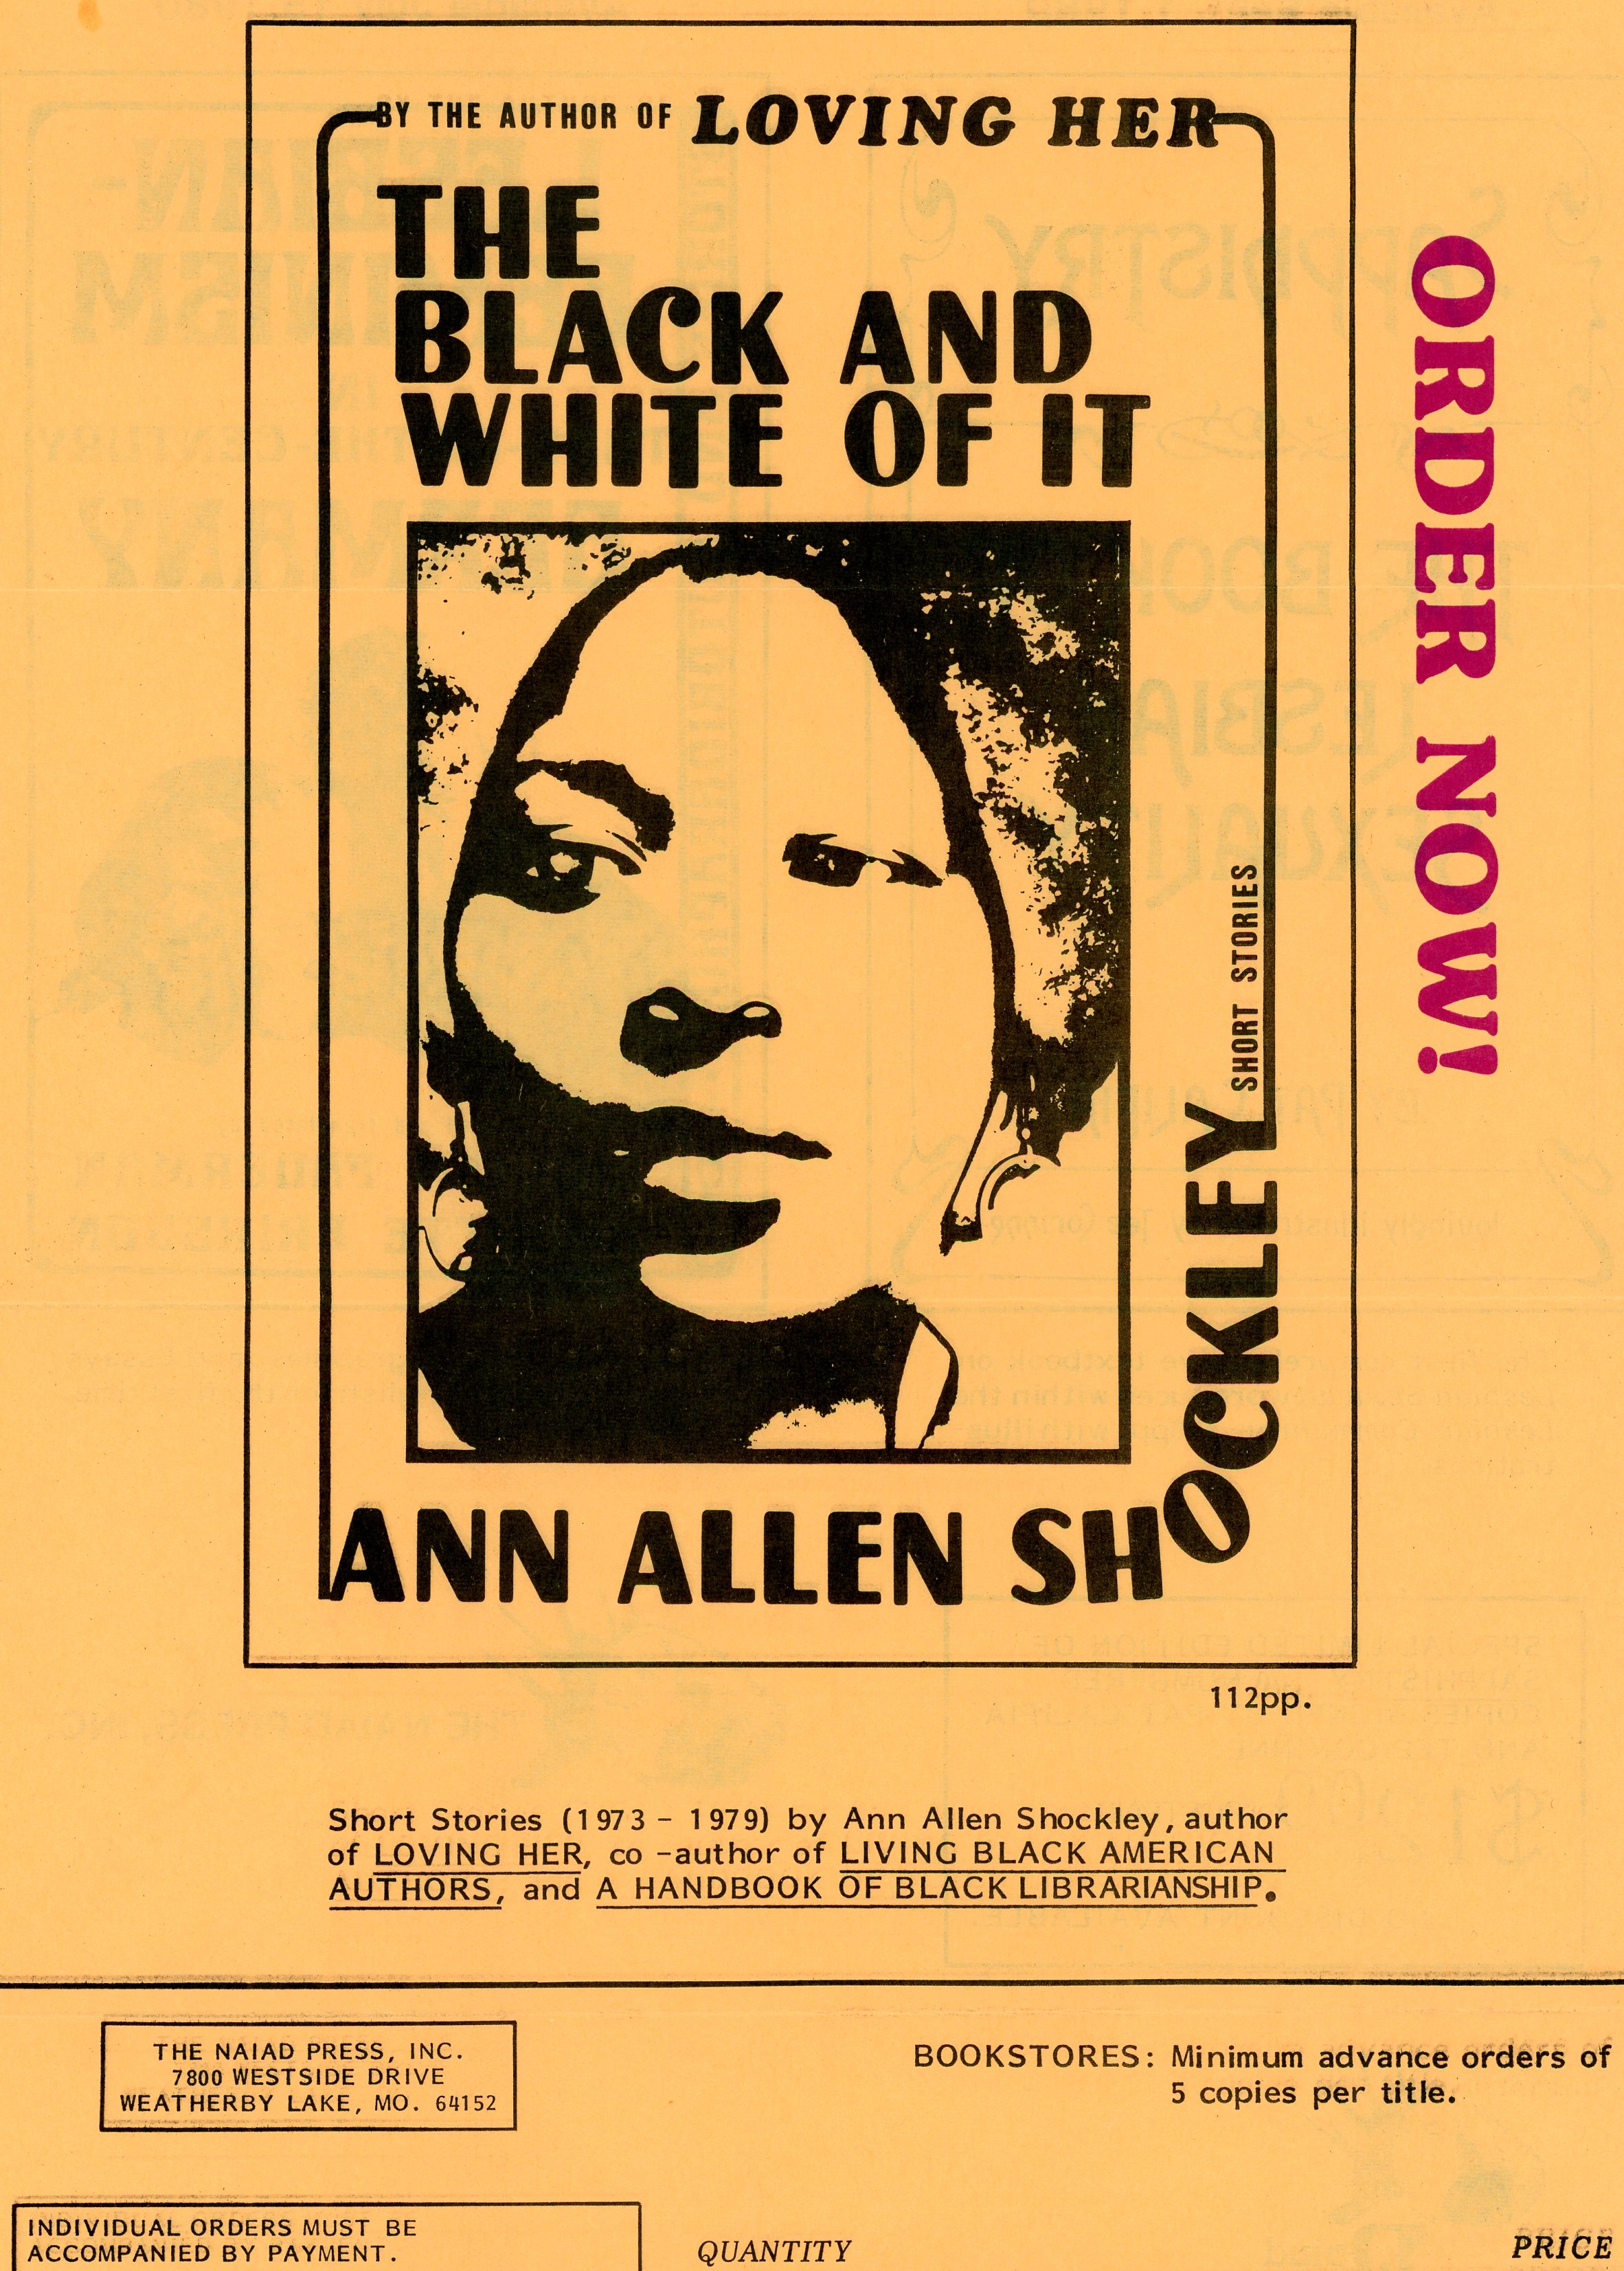 BY THE AUTHOR OF LOVING HER
THE
BLACK AND
WHITE OF IT
ANN ALLEN SHOCKLEY
SHORT STORIES
ORDER NOW!
112pp.
Short Stories (1973 - 1979) by Ann Allen Shockley, author
of LOVING HER, co -author of LIVING BLACK AMERICAN
AUTHORS, and A HANDBOOK OF BLACK LIBRARIANSHIP.
THE NAIAD PRESS, INC.
7800 WESTSIDE DRIVE
WEATHERBY LAKE, MO. 64152
BOOKSTORES: Minimum advance orders of
5 copies per title.
INDIVIDUAL ORDERS MUST BE
ACCOMPANIED BY PAYMENT.
QUANTITY
PRICE